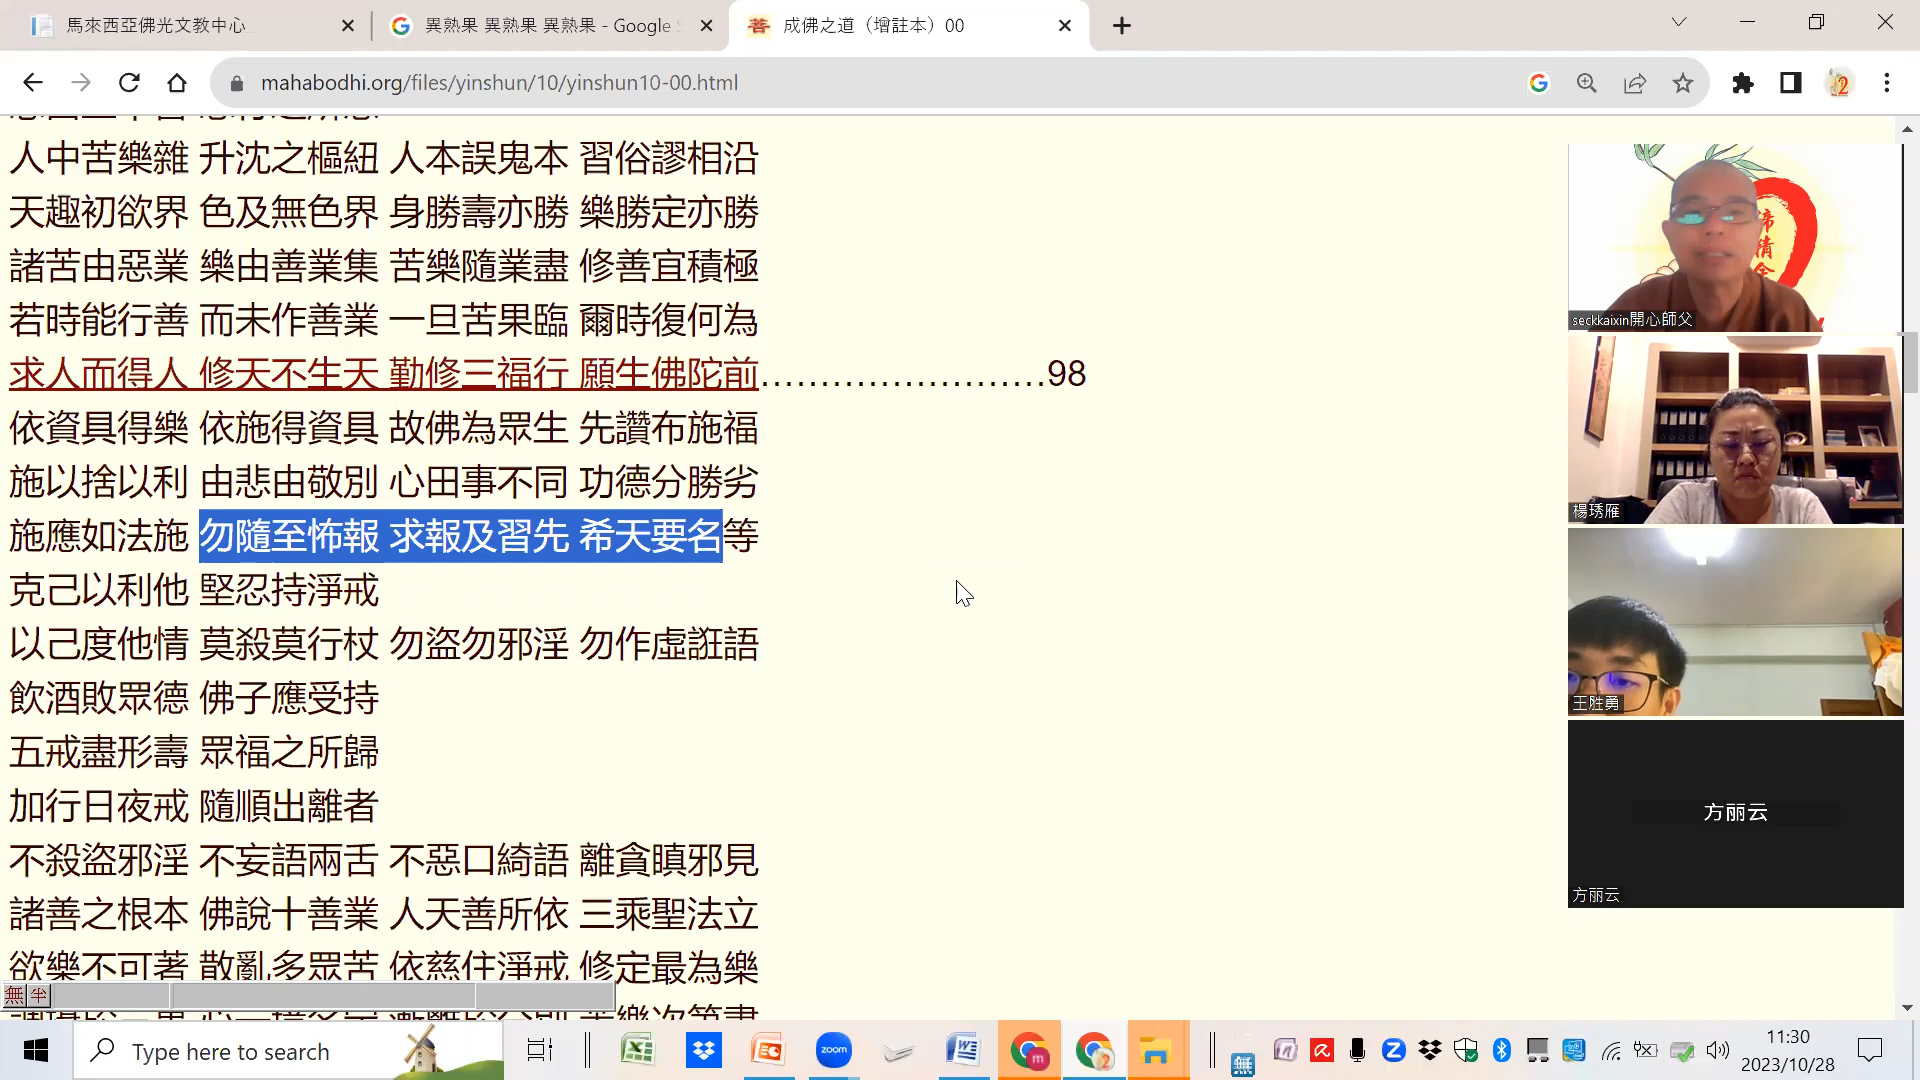 馬來西亞佛光文教中心
異熟果 異熟果 異熟果 - Google
成佛之道（增註本）00
mahabodhi.org/files/yinshun/10/yinshun10-00.html
人中苦樂雜 升沈之樞紐 人本誤鬼本 習俗謬相沿
天趣初欲界 色及無色界 身勝壽亦勝 樂勝定亦勝
諸苦由惡業 樂由善業集 苦樂隨業盡 修善宜積極
若時能行善 而未作善業 一旦苦果臨 爾時復何為
求人而得人 修天不生天 勤修三福行 願生佛陀前........................98
依資具得樂 依施得資具 故佛為眾生 先讚布施福
施以捨以利 由悲由敬別 心田事不同 功德分勝劣
施應如法施 勿隨至怖報 求報及習先 希天要名等
克己以利他 堅忍持淨戒
以己度他情 莫殺莫行杖 勿盜勿邪淫 勿作虛誑語
飲酒敗眾德 佛子應受持
五戒盡形壽 眾福之所歸
加行日夜戒 隨順出離者
不殺盜邪淫 不妄語兩舌 不惡口綺語 離貪瞋邪見
諸善之根本 佛說十善業 人天善所依 三乘聖法立
欲樂不可著 散亂多眾苦 依慈住淨戒 修定最為樂
無 半
seckkaixin開心師父
楊琇雁
王胜勇
方丽云
方丽云
Type here to search
zoom
11:30
2023/10/28